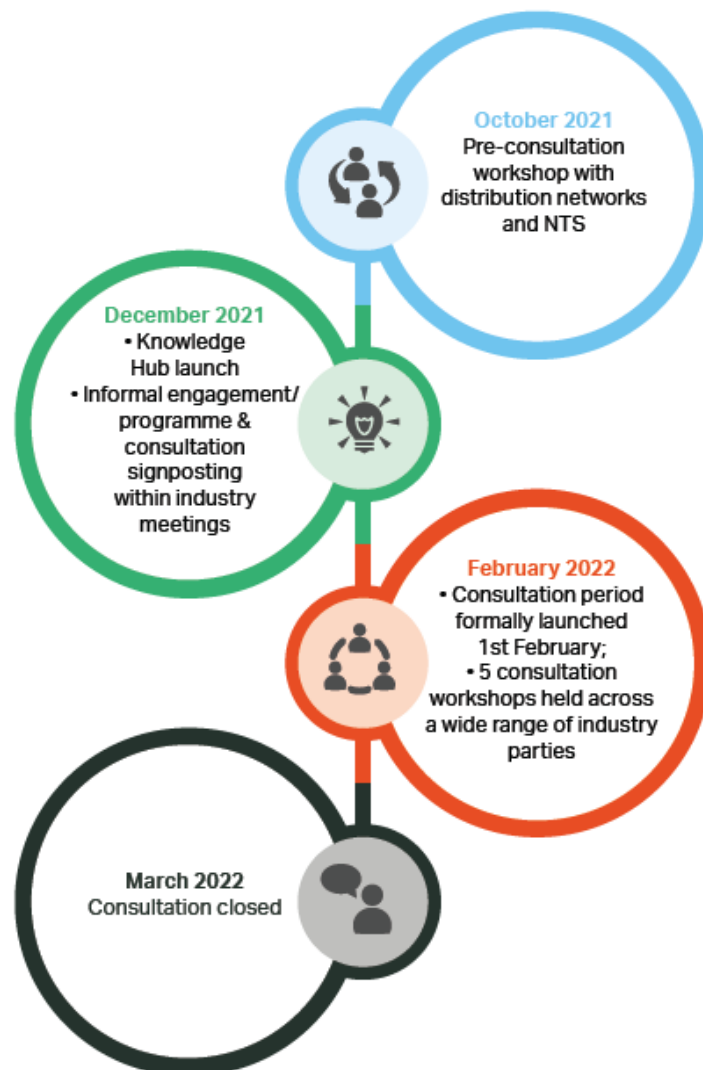 October 2021
Pre-consultation
workshop with
distribution networks
and NTS
December 2021
• Knowledge
Hub launch
• Informal engagement/
programme &
consultation
signposting
within industry
meetings
February 2022
• Consultation period
formally launched
1st February;
• 5 consultation
workshops held across
a wide range of industry
parties
March 2022
Consultation closed